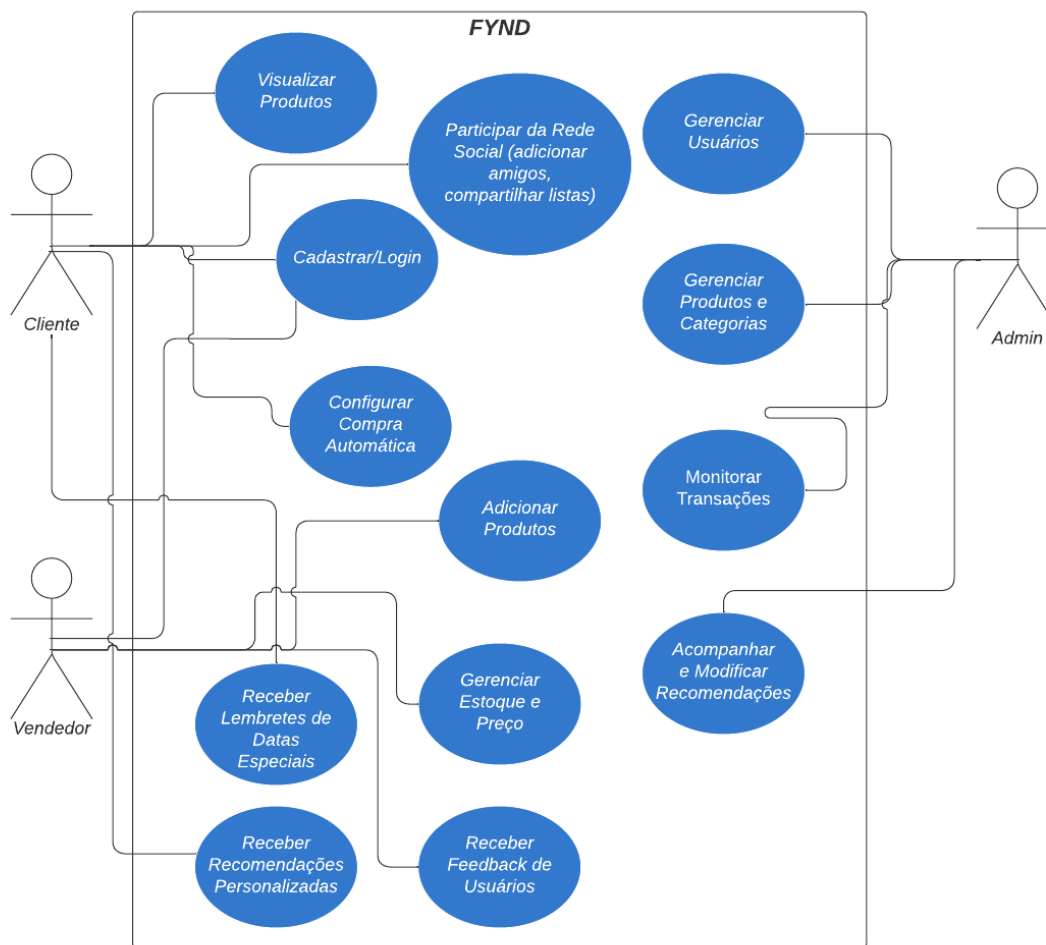 FYND
Visualizar
Produtos
Participar da Rede
Social (adicionar
amigos,
compartilhar listas)
Gerenciar
Usuários
Cadastrar/Login
Gerenciar
Produtos e
Categorias
Cliente
Admin
Configurar
Compra
Automática
Monitorar
Transações
Adicionar
Produtos
Vendedor
Receber
Lembretes de
Datas
Especiais
Gerenciar
Estoque e
Preço
Acompanhar
e Modificar
Recomendações
Receber
Recomendações
Personalizadas
Receber
Feedback de
Usuários